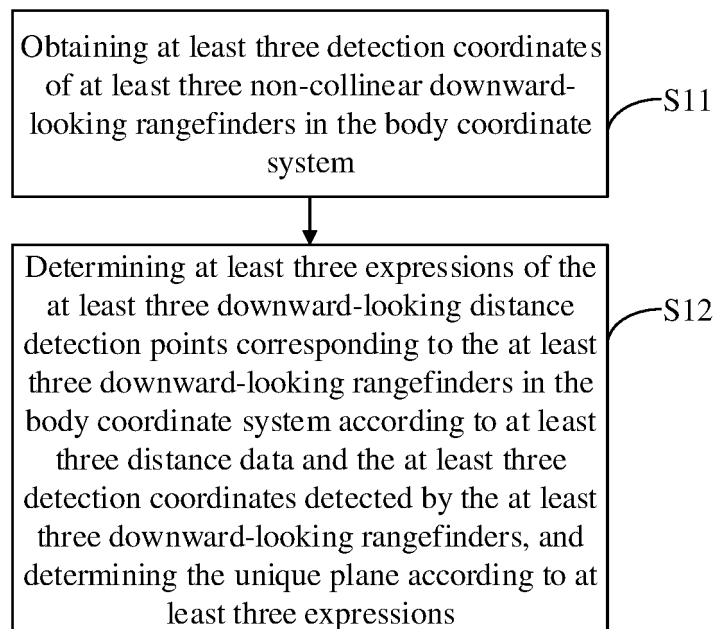 Obtaining at least three detection coordinates
of at least three non-collinear downward-
looking rangefinders in the body coordinate
system
S11
Determining at least three expressions of the
at least three downward-looking distance
detection points corresponding to the at least
three downward-looking rangefinders in the
body coordinate system according to at least
three distance data and the at least three
detection coordinates detected by the at least
three downward-looking rangefinders, and
determining the unique plane according to at
least three expressions
S12